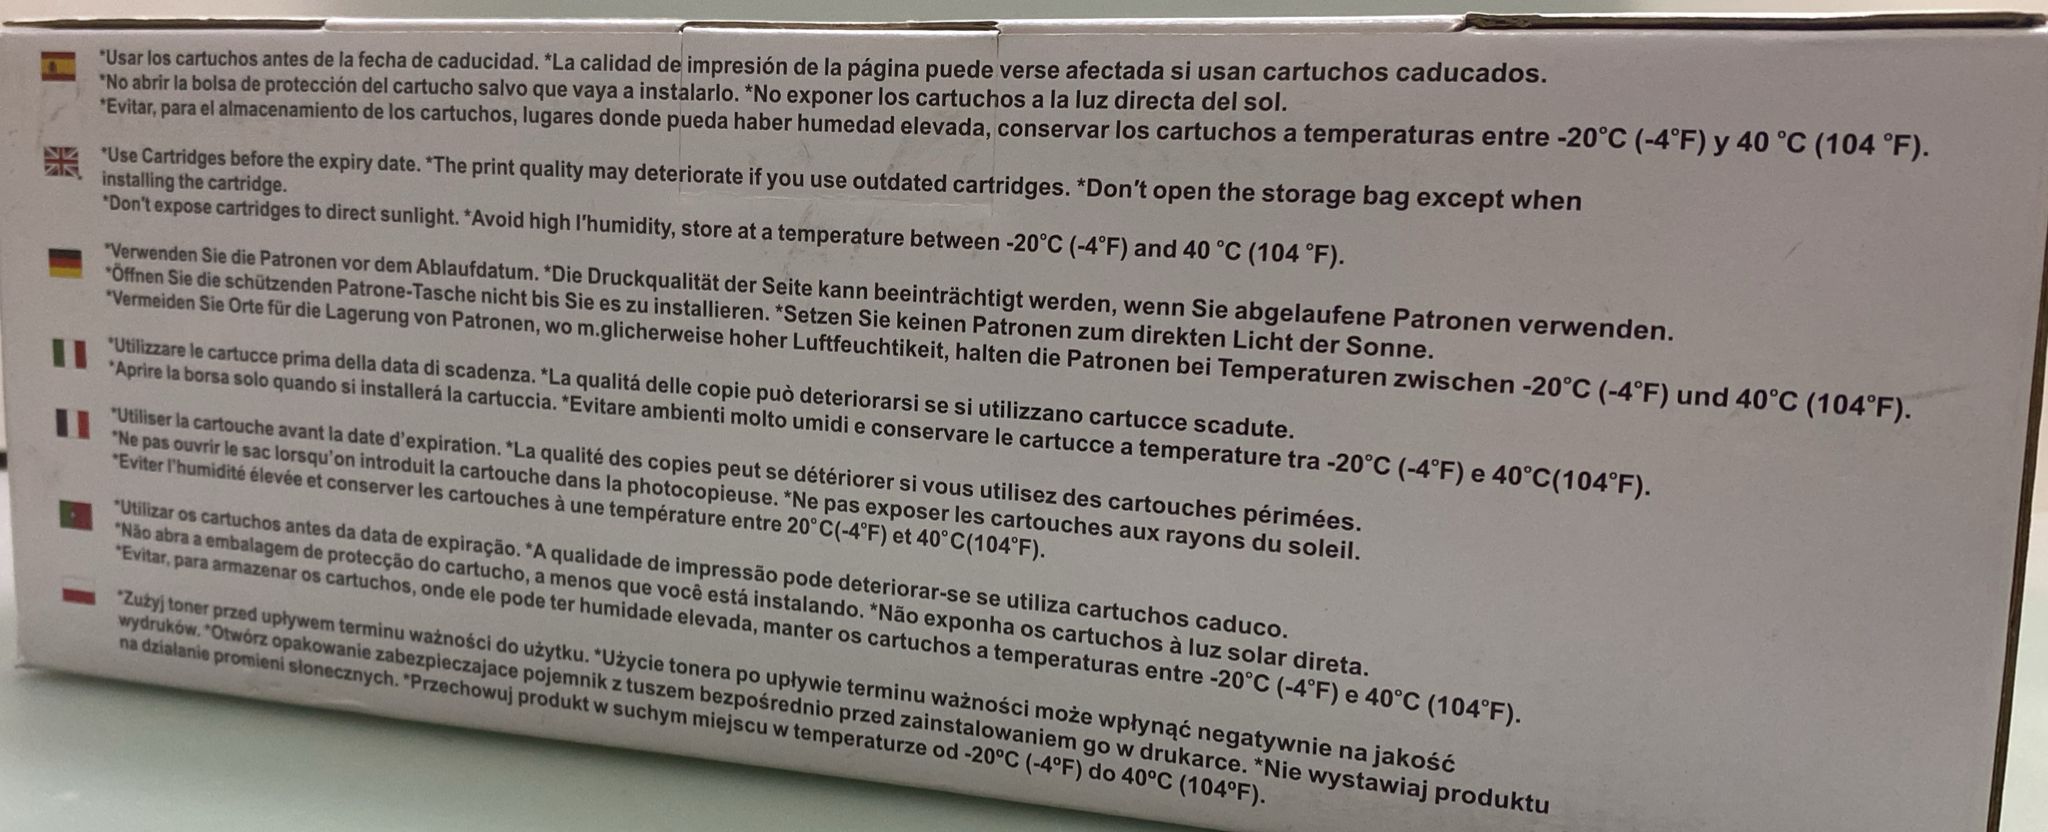 *Usar los cartuchos antes de la fecha de caducidad. *La calidad de impresión de la página puede verse afectada si usan cartuchos caducados.
*No abrir la bolsa de protección del cartucho salvo que vaya a instalarlo. *No exponer los cartuchos a la luz directa del sol.
*Evitar, para el almacenamiento de los cartuchos, lugares donde pueda haber humedad elevada, conservar los cartuchos a temperaturas entre -20°C (-4°F) y 40 °C (104 °F).
*Use Cartridges before the expiry date. *The print quality may deteriorate if you use outdated cartridges. *Don't open the storage bag except when
installing the cartridge.
*Don't expose cartridges to direct sunlight. *Avoid high l'humidity, store at a temperature between -20°C (-4°F) and 40 °C (104 °F).
*Verwenden Sie die Patronen vor dem Ablaufdatum. *Die Druckqualität der Seite kann beeinträchtigt werden, wenn Sie abgelaufene Patronen verwenden.
*Öffnen Sie die schützenden Patrone-Tasche nicht bis Sie es zu installieren. *Setzen Sie keinen Patronen zum direkten Licht der Sonne.
*Vermeiden Sie Orte für die Lagerung von Patronen, wo m.glicherweise hoher Luftfeuchtikeit, halten die Patronen bei Temperaturen zwischen -20°C (-4°F) und 40°C (104°F).
*Utilizzare le cartucce prima della data di scadenza. *La qualitá delle copie può deteriorarsi se si utilizzano cartucce scadute.
*Aprire la borsa solo quando si installerá la cartuccia. *Evitare ambienti molto umidi e conservare le cartucce a temperature tra -20°C (-4°F) e 40°C(104°F).
*Utiliser la cartouche avant la date d'expiration. *La qualité des copies peut se détériorer si vous utilisez des cartouches périmées.
*Ne pas ouvrir le sac lorsqu'on introduit la cartouche dans la photocopieuse. *Ne pas exposer les cartouches aux rayons du soleil.
*Eviter l'humidité élevée et conserver les cartouches à une température entre 20°C(-4°F) et 40°C(104°F).
*Utilizar os cartuchos antes da data de expiração. *A qualidade de impressão pode deteriorar-se se utiliza cartuchos caduco.
*Não abra a embalagem de protecção do cartucho, a menos que você está instalando. *Não exponha os cartuchos à luz solar direta.
*Evitar, para armazenar os cartuchos, onde ele pode ter humidade elevada, manter os cartuchos a temperaturas entre -20°C (-4°F) e 40°C (104°F).
*Zużyj toner przed upływem terminu ważności do użytku. *Użycie tonera po upływie terminu ważności może wpłynąć negatywnie na jakość
wydruków. *Otwórz opakowanie zabezpieczajace pojemnik z tuszem bezpośrednio przed zainstalowaniem go w drukarce. *Nie wystawiaj produktu
na działanie promieni słonecznych. *Przechowuj produkt w suchym miejscu w temperaturze od -20ºC (-4ºF) do 40ºC (104ºF).